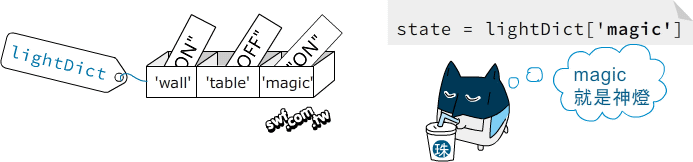 lightDict
ON"
OFF"
"ON"
'wall' 'table' 'magic'
swf.com.tw
state = lightDict['magic']
magic
就是神燈
珠